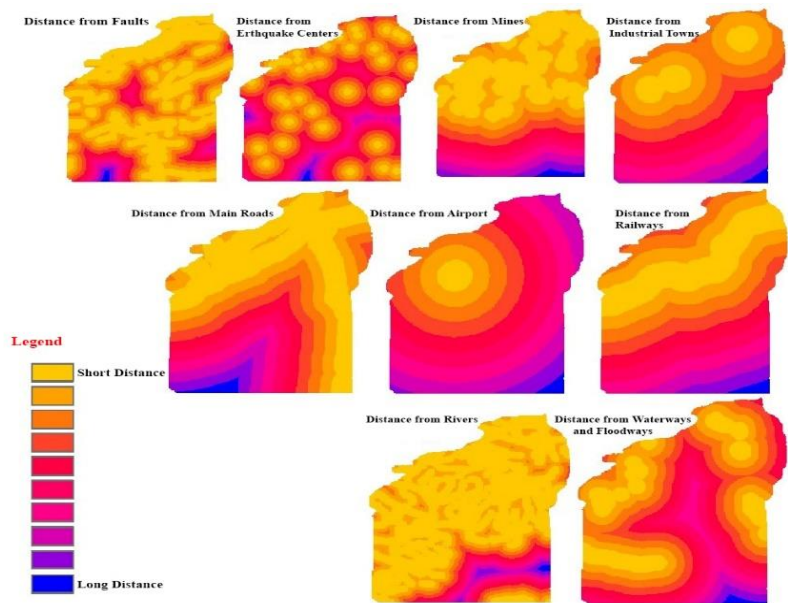 Distance from Faults
Distance from
Erthquake Centers
Distance from Mines
Distance from
Industrial Towns
Distance from Main Roads
Distance from Airport
Distance from
Railways
Legend
Short Distance
Distance from Rivers
Distance from Waterways
and Floodways
Long Distance